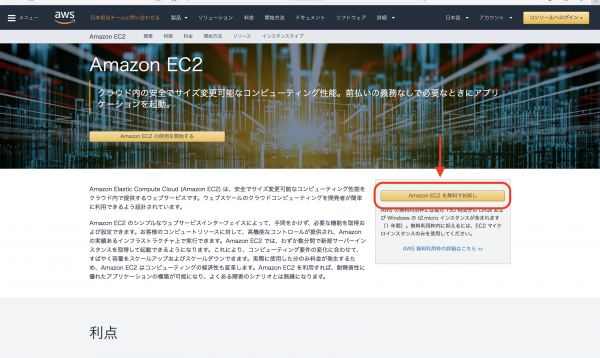 メニュー
aws
日本担当チームに問い合わせる 製品 ソリューション 料金 開始方法 ドキュメント ソフトウェア 詳細
日本語 アカウント コンソールへログイン
Amazon EC2 概要 特徴 料金 開始方法 リソース インスタンスタイプ
Amazon EC2
クラウド内の安全でサイズ変更可能なコンピューティング性能。前払いの義務なしで必要なときにアプリ
ケーションを起動。
Amazon EC2 の使用を開始する
Amazon Elastic Compute Cloud (Amazon EC2) は、安全でサイズ変更可能なコンピューティング性能を
クラウド内で提供するウェブサービスです。ウェブスケールのクラウドコンピューティングを開発者が簡単
に利用できるよう設計されています。
Amazon EC2 のシンプルなウェブサービスインターフェイスによって、手間をかけず、必要な機能を取得お
よび設定できます。お客様のコンピュートリソースに対して、高機能なコントロールが提供され、Amazon
の実績あるインフラストラクチャ上で実行できます。Amazon EC2 では、わずか数分間で新規サーバーイン
スタンスを取得して起動できるようになります。これにより、コンピューティング要件の変化に合わせて、
すばやく容量をスケールアップおよびスケールダウンできます。実際に使用した分のみ料金が発生するた
め、Amazon EC2 はコンピューティングの経済性も変革します。Amazon EC2 を利用すれば、耐障害性に
優れたアプリケーションの構築が可能になり、よくある障害のシナリオとは無縁になります。
Amazon EC2 を無料でお試し
AWS の無料利用枠には毎月 750 時間分の Linux および
び Windows の t2.micro インスタンスが含まれます
(1 年間)。無料利用枠内に抑えるには、EC2 マイク
ロインスタンスのみを使用してください。
AWS 無料利用枠の詳細はこちら >>
利点